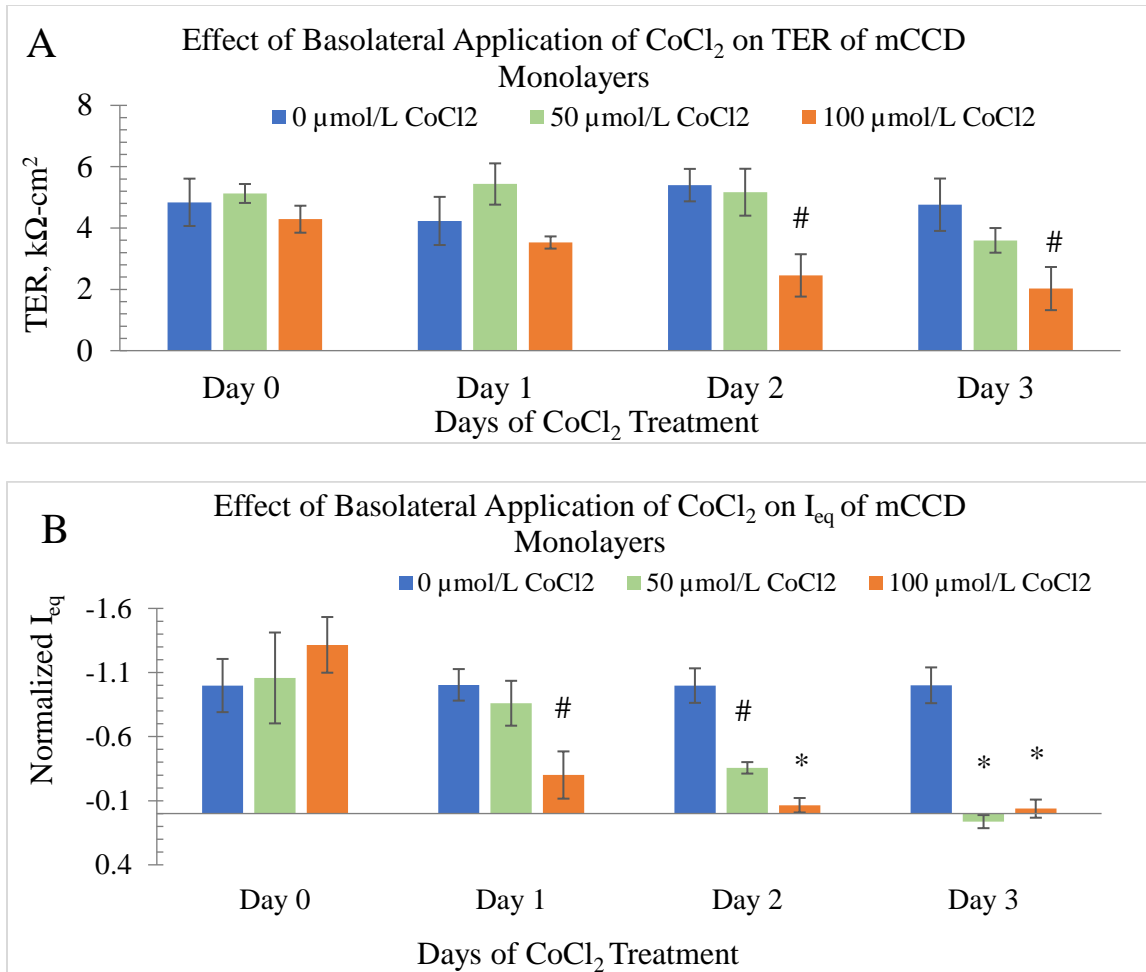 A
Effect of Basolateral Application of CoCl₂ on TER of mCCD
Monolayers
0 µmol/L CoCl2 50 µmol/L CoCl2 100 µmol/L CoCl2
TER, kΩ-cm²
8
6
4
2
0
#
#
Day 0 Day 1 Day 2 Day 3
Days of CoCl₂ Treatment
B
Effect of Basolateral Application of CoCl₂ on Ieq of mCCD
Monolayers
0 µmol/L CoCl2 50 µmol/L CoCl2 100 µmol/L CoCl2
Normalized Ieq
-1.6
-1.1
-0.6
-0.1
0.4
#
#
*
*
*
Day 0 Day 1 Day 2 Day 3
Days of CoCl₂ Treatment